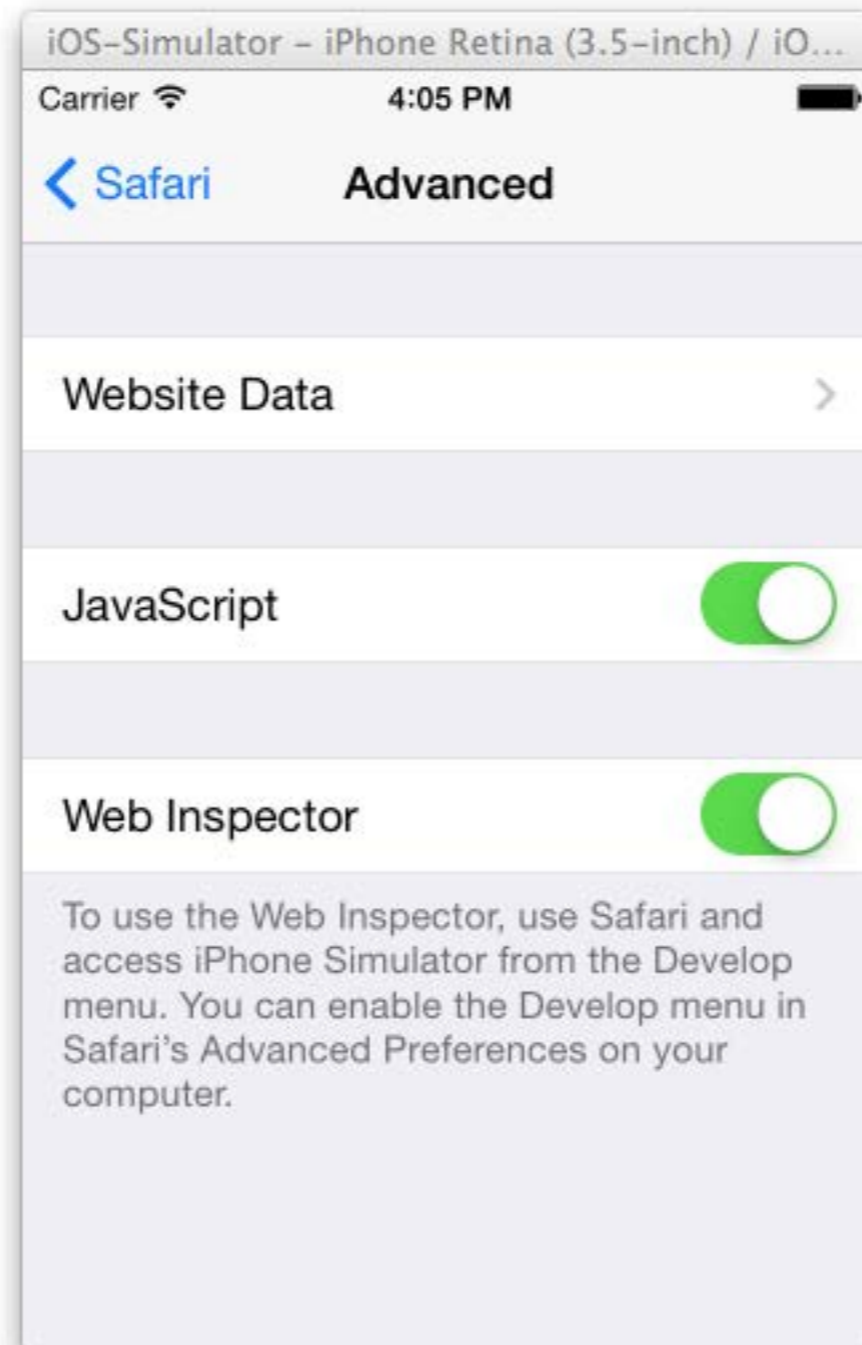 iOS-Simulator – iPhone Retina (3.5-inch) / iO...
Carrier 4:05 PM
Safari Advanced
Website Data
JavaScript
Web Inspector
To use the Web Inspector, use Safari and
access iPhone Simulator from the Develop
menu. You can enable the Develop menu in
Safari’s Advanced Preferences on your
computer.